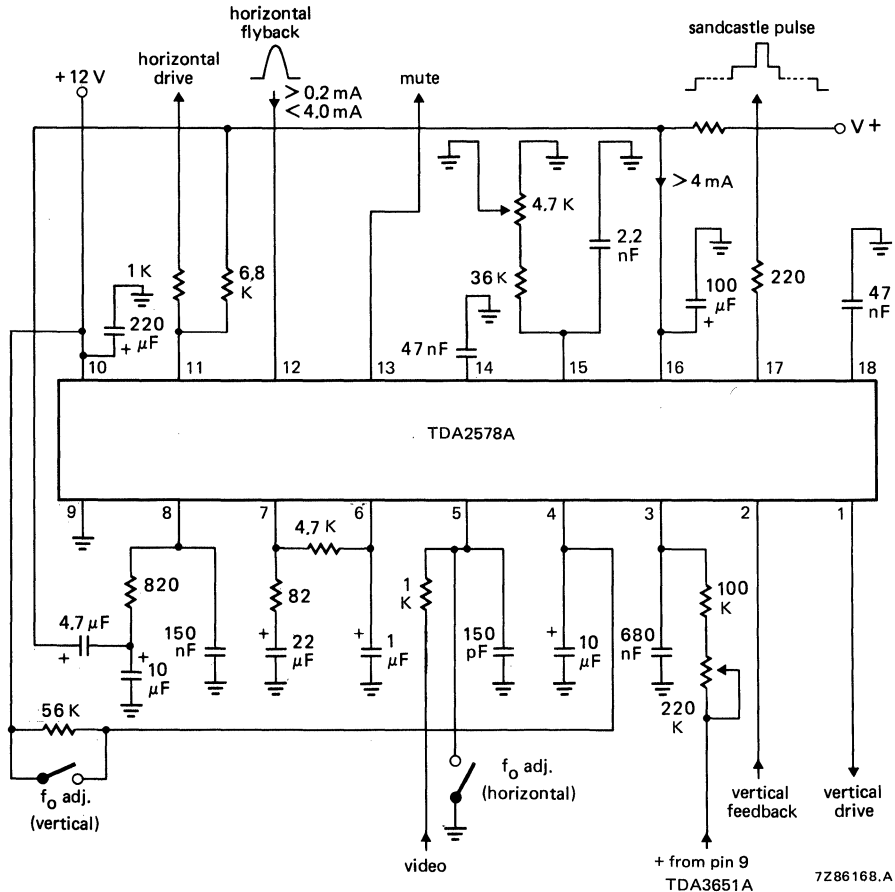 horizontal
flyback
sandcastle pulse
horizontal
drive
mute
+ 12 V
> 0.2 mA
< 4.0 mA
V +
> 4 mA
4.7 K
2.2
nF
1 K
6.8
K
36 K
100
μF
+
220
47
nF
220
μF
+
47 nF
10
11
12
13
14
15
16
17
18
TDA2578A
9
8
7
6
5
4
3
2
1
4.7 K
820
82
1
K
100
K
4.7 μF
+
+
10
μF
150
nF
+
22
μF
+
1
μF
150
pF
+
10
μF
680
nF
220
K
56 K
fo adj.
(vertical)
fo adj.
(horizontal)
vertical
feedback
vertical
drive
video
+ from pin 9
TDA3651A
7Z86168.A